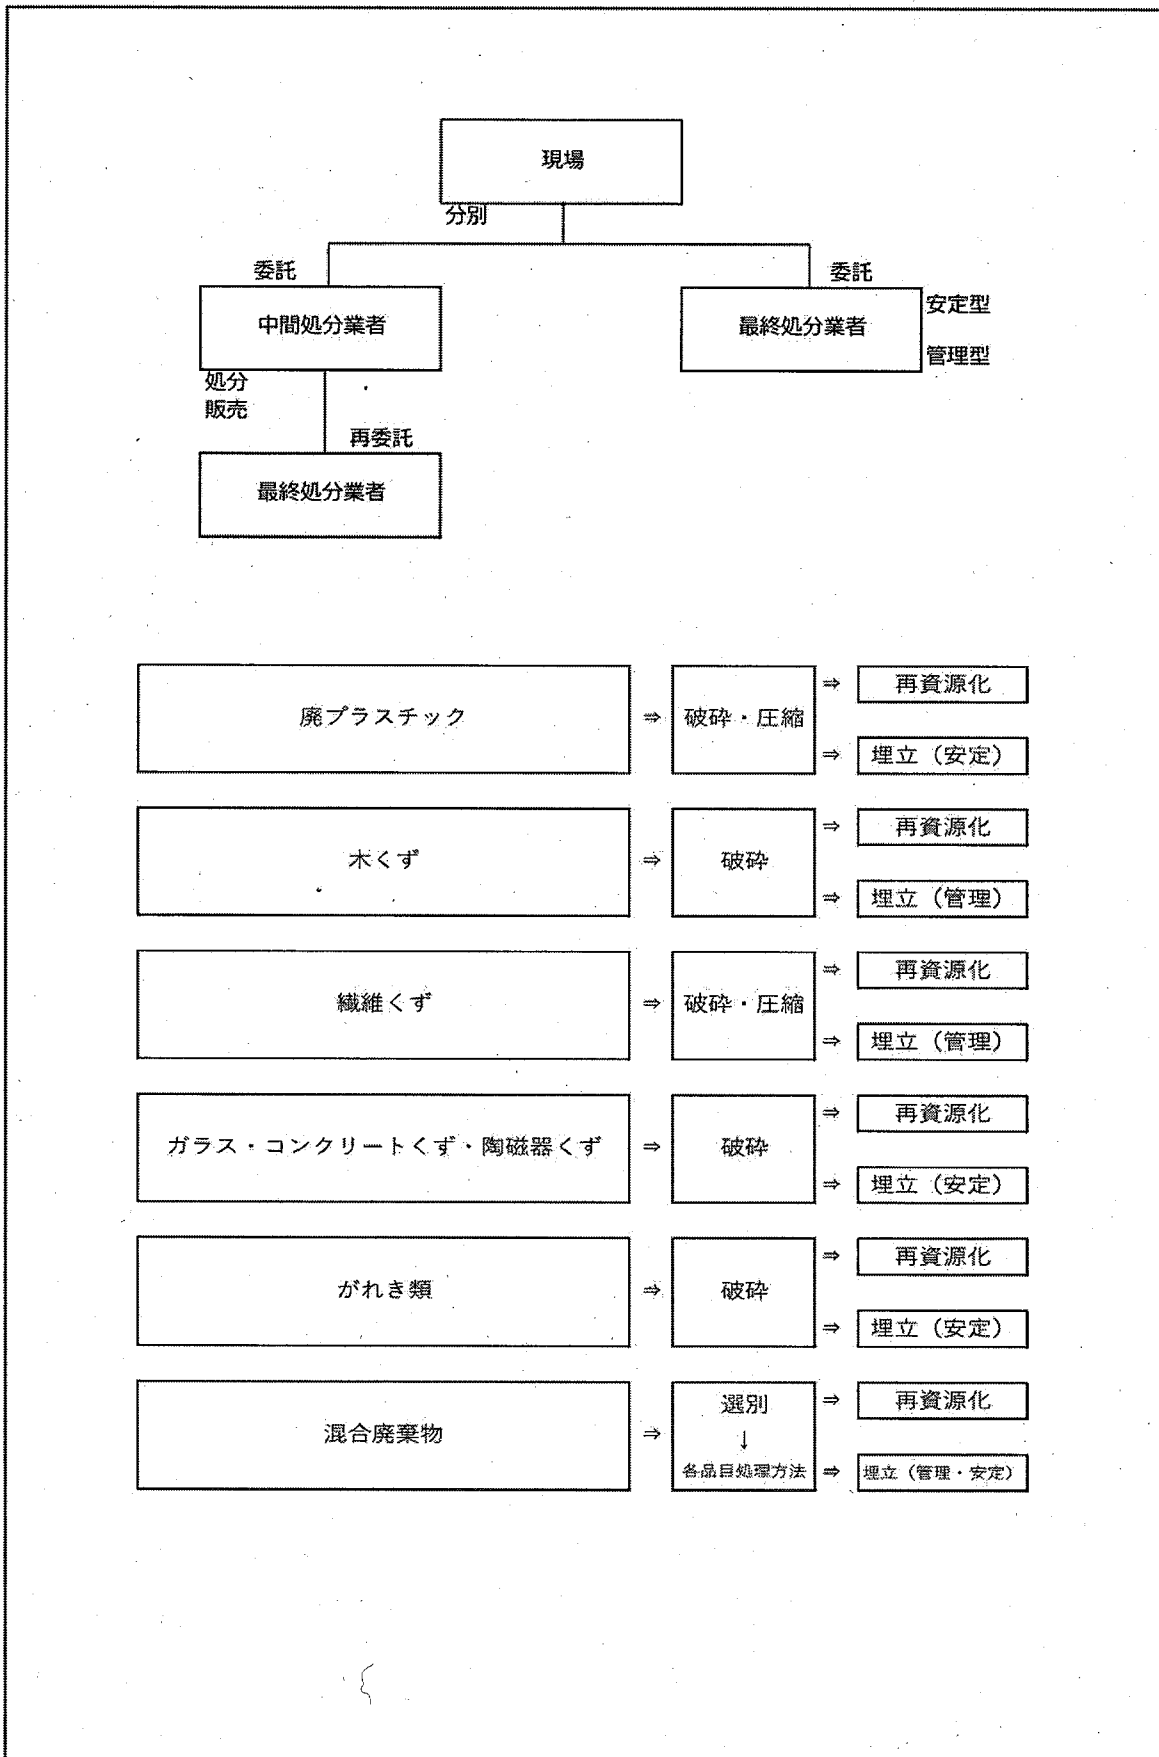 現場
分別
委託
委託
中間処分業者
最終処分業者
安定型
管理型
処分
販売
再委託
最終処分業者
廃プラスチック
⇒
破砕・圧縮
⇒ 再資源化
⇒ 埋立（安定）
木くず
⇒
破砕
⇒ 再資源化
⇒ 埋立（管理）
繊維くず
⇒
破砕・圧縮
⇒ 再資源化
⇒ 埋立（管理）
ガラス・コンクリートくず・陶磁器くず
⇒
破砕
⇒ 再資源化
⇒ 埋立（安定）
がれき類
⇒
破砕
⇒ 再資源化
⇒ 埋立（安定）
混合廃棄物
⇒
選別
↓
各品目処理方法
⇒ 再資源化
⇒ 埋立（管理・安定）